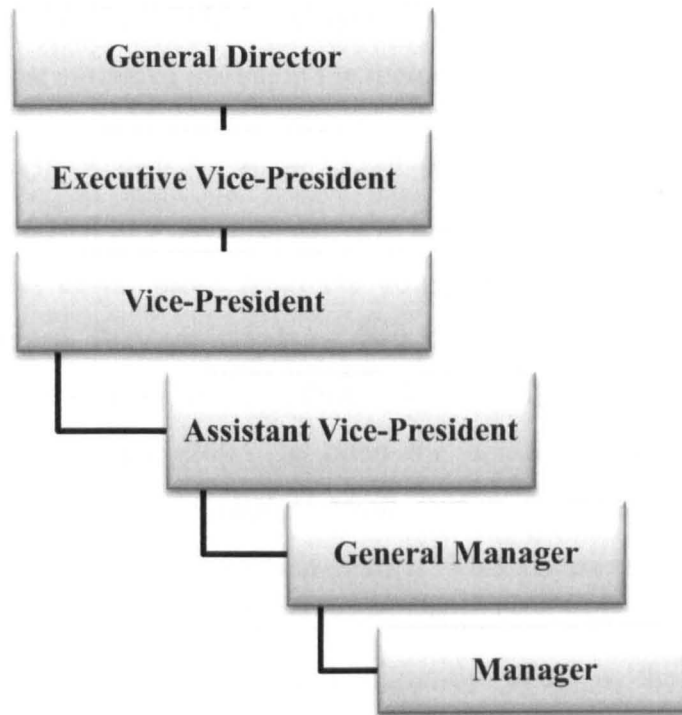 General Director
Executive Vice-President
Vice-President
Assistant Vice-President
General Manager
Manager